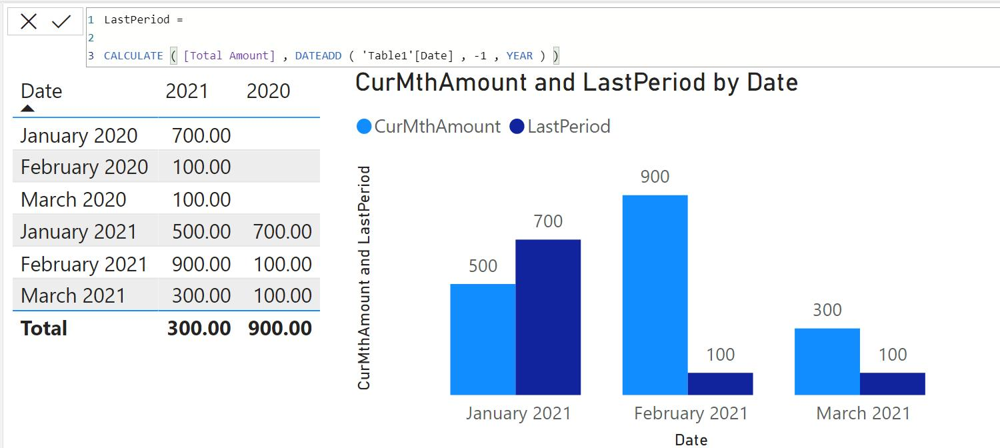 1 LastPeriod =
2
3 CALCULATE ( [Total Amount] , DATEADD ( 'Table1'[Date] , -1 , YEAR ) )
Date 2021 2020
January 2020 700.00
February 2020 100.00
March 2020 100.00
January 2021 500.00 700.00
February 2021 900.00 100.00
March 2021 300.00 100.00
Total 300.00 900.00
CurMthAmount and LastPeriod by Date
CurMthAmount LastPeriod
CurMthAmount and LastPeriod
500
700
900
100
300
100
January 2021
February 2021
March 2021
Date